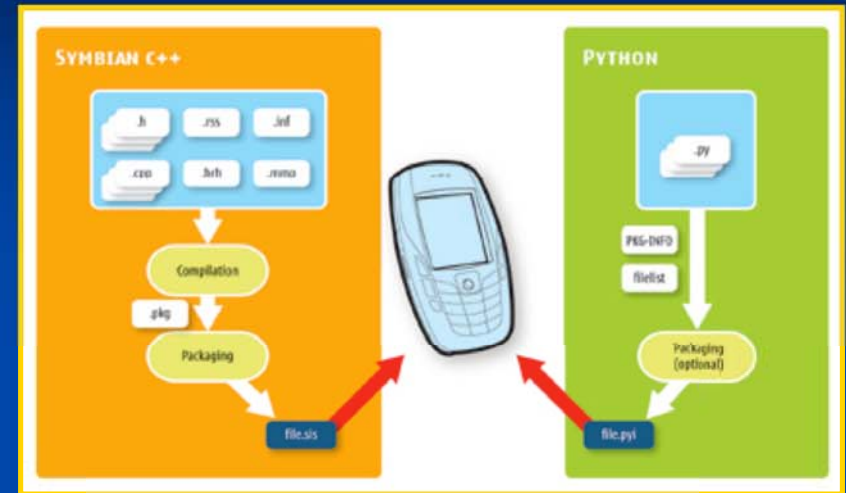 SYMBIAN C++
.h
.rss
.inf
.cpp
.hrh
.mmp
Compilation
.pkg
Packaging
file.sis
PYTHON
.py
PKG-INFO
filelist
Packaging
(optional)
file.pyi